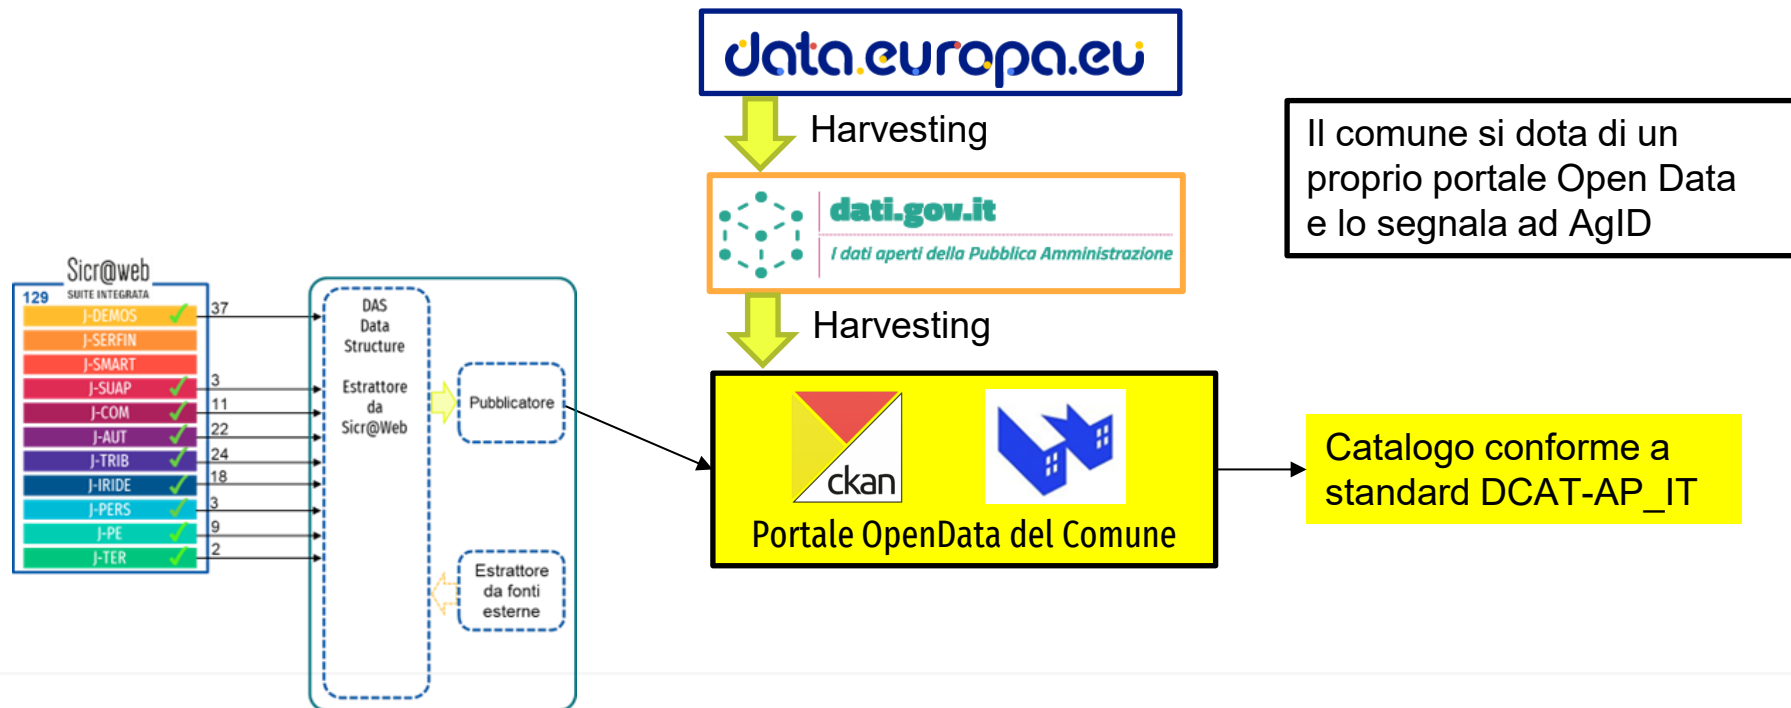 data.europa.eu
Harvesting
dati.gov.it
I dati aperti della Pubblica Amministrazione
Harvesting
Il comune si dota di un
proprio portale Open Data
e lo segnala ad AgID
Sicr@web
SUITE INTEGRATA
129
J-DEMOS
37
J-SERFIN
J-SMART
J-SUAP
3
J-COM
11
J-AUT
22
J-TRIB
24
J-IRIDE
18
J-PERS
3
J-PE
9
J-TER
2
DAS
Data
Structure
Estrattore
da
Sicr@Web
Pubblicatore
Estrattore
da fonti
esterne
ckan
Portale OpenData del Comune
Catalogo conforme a
standard DCAT-AP_IT